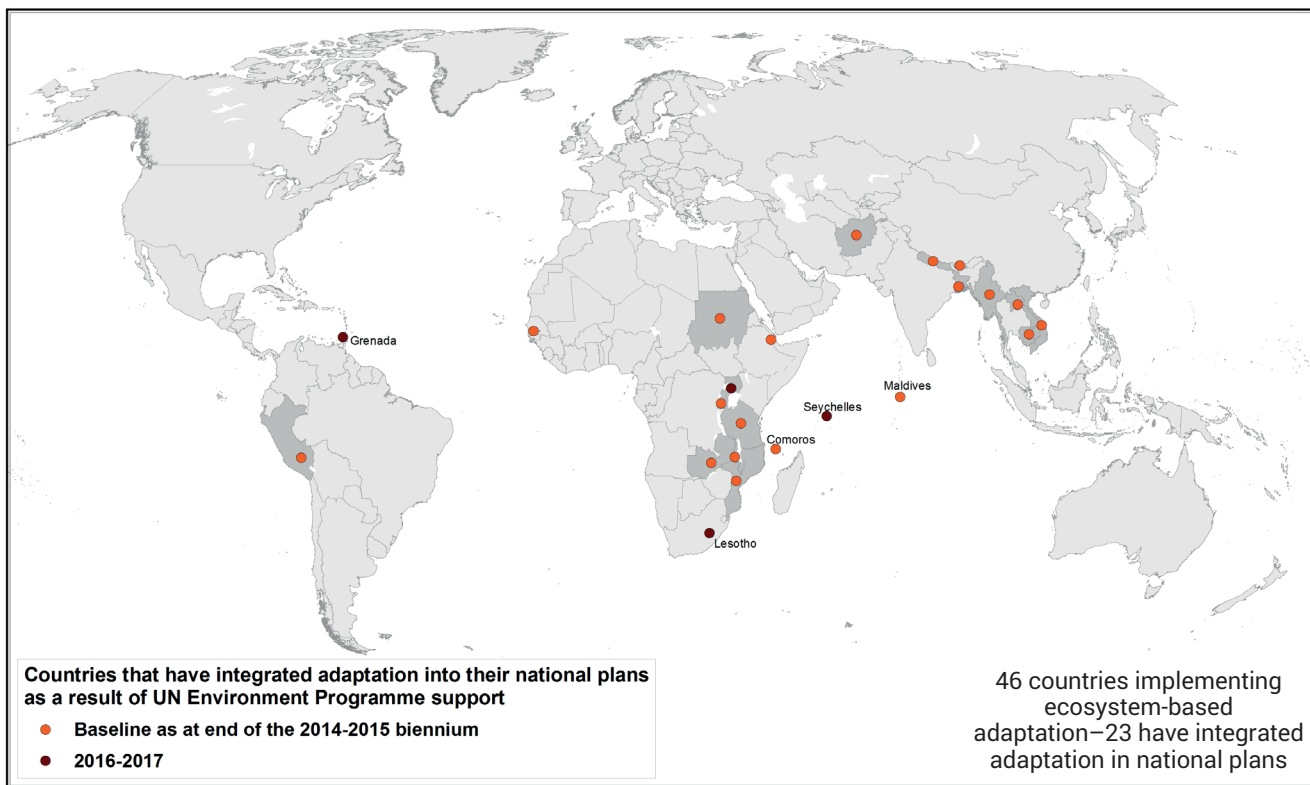 Grenada
Maldives
Seychelles
Comoros
Lesotho
Countries that have integrated adaptation into their national plans
as a result of UN Environment Programme support
Baseline as at end of the 2014-2015 biennium
2016-2017
46 countries implementing
ecosystem-based
adaptation–23 have integrated
adaptation in national plans